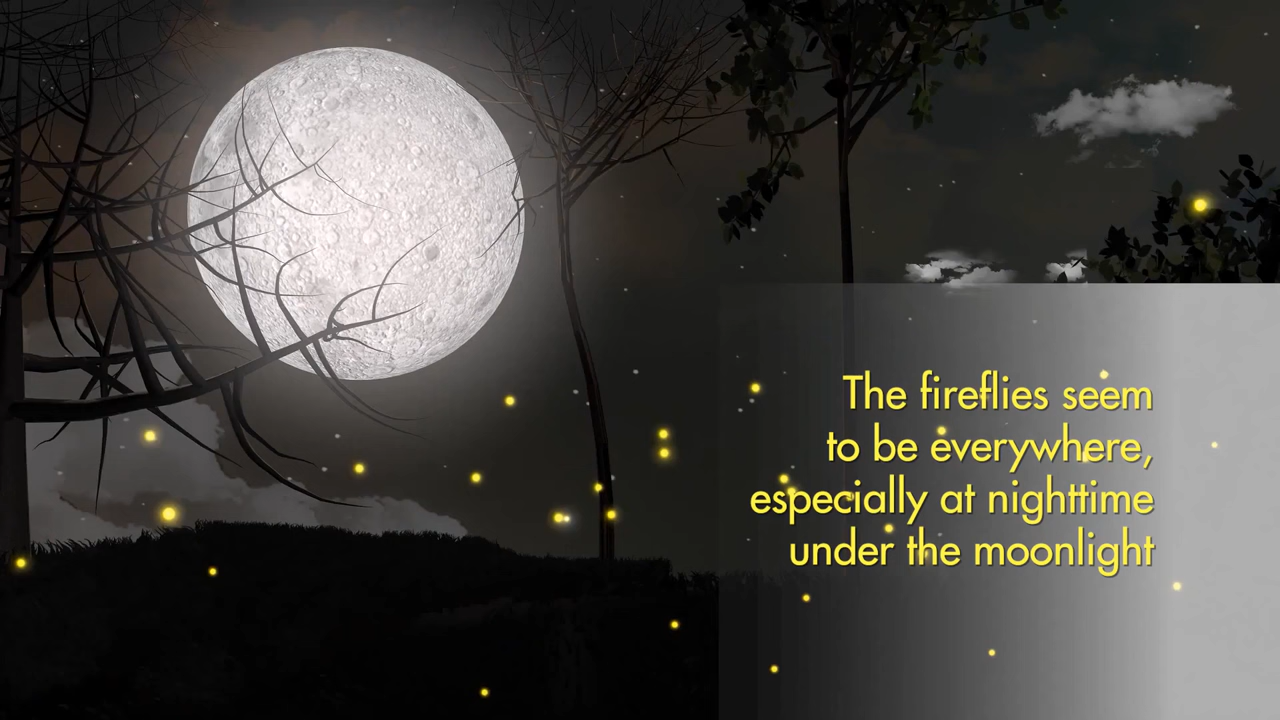 The fireflies seem
to be everywhere,
especially at nighttime
under the moonlight